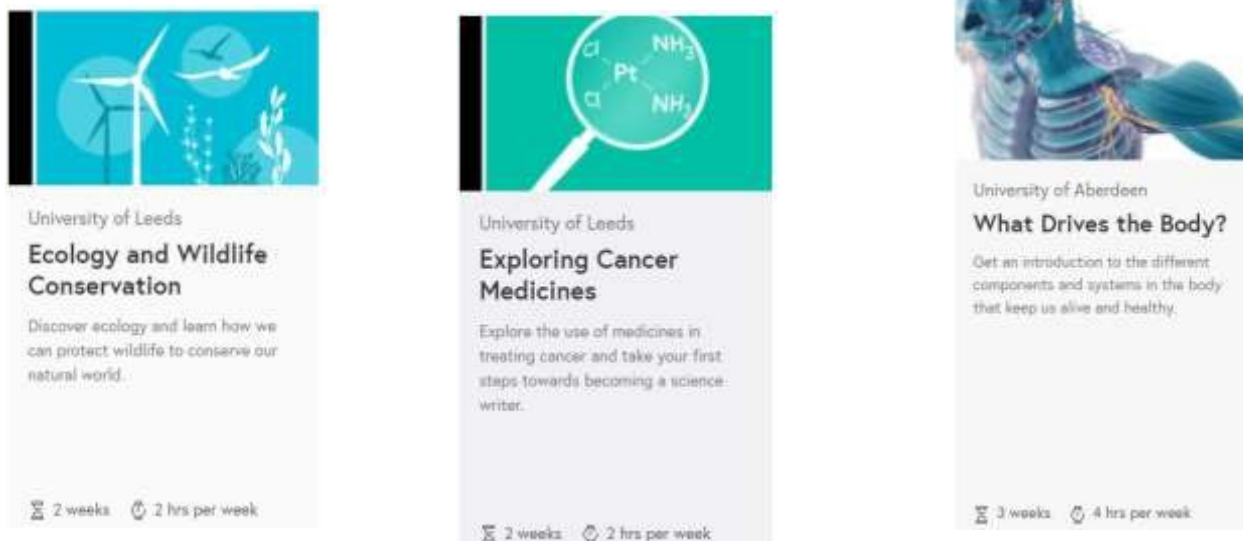 University of Leeds
Ecology and Wildlife
Conservation
Discover ecology and learn how we
can protect wildlife to conserve our
natural world.
2 weeks 2 hrs per week
Cl NH3
Pt
Cl NH3
University of Leeds
Exploring Cancer
Medicines
Explore the use of medicines in
treating cancer and take your first
steps towards becoming a science
writer.
2 weeks 2 hrs per week
University of Aberdeen
What Drives the Body?
Get an introduction to the different
components and systems in the body
that keep us alive and healthy.
3 weeks 4 hrs per week